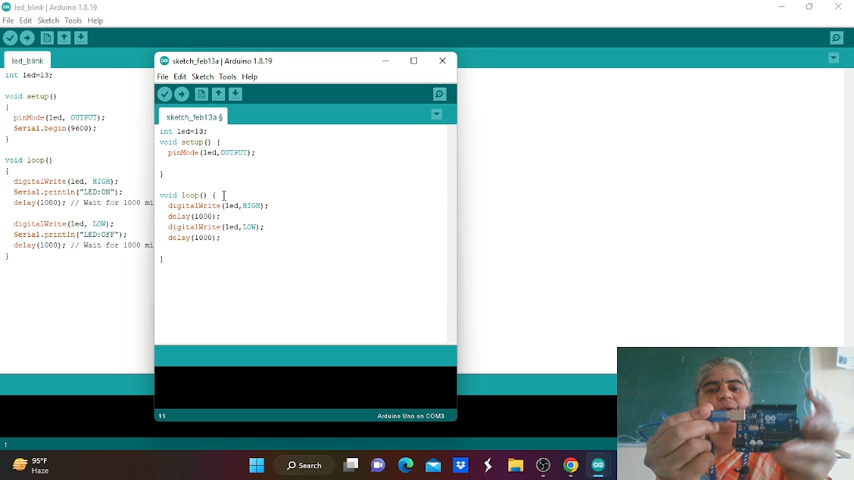 led_blink | Arduino 1.8.19
File Edit Sketch Tools Help
led_blink
int led=13;
void setup()
{
pinMode(led, OUTPUT);
Serial.begin(9600);
}
void loop()
{
digitalWrite(led, HIGH);
Serial.println("LED:ON");
delay(1000); // Wait for 1000 mi
digitalWrite(led, LOW);
Serial.println("LED:OFF");
delay(1000); // Wait for 1000 mi
}
1
sketch_feb13a | Arduino 1.8.19
File Edit Sketch Tools Help
sketch_feb13a §
int led=13;
void setup() {
pinMode(led,OUTPUT);
}
void loop() {
digitalWrite(led,HIGH);
delay(1000);
digitalWrite(led,LOW);
delay(1000);
}
11
Arduino Uno on COM3
95°F
Haze
Search